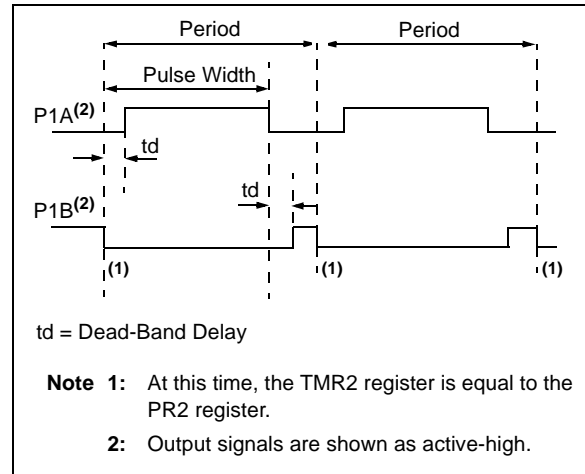 Period Period
Pulse Width
P1A(2)
td
td
P1B(2)
(1) (1) (1)
td = Dead-Band Delay
Note 1: At this time, the TMR2 register is equal to the
PR2 register.
2: Output signals are shown as active-high.